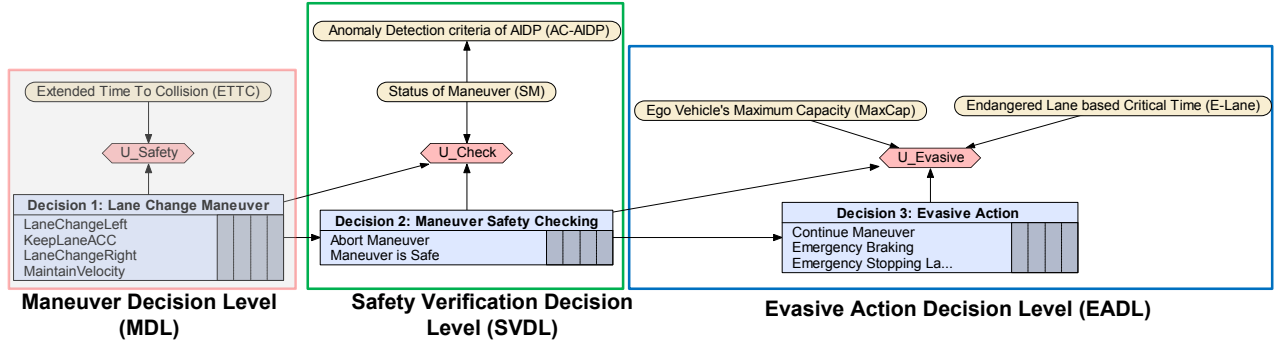 Extended Time To Collision (ETTC)
U_Safety
Decision 1: Lane Change Maneuver
LaneChangeLeft
KeepLaneACC
LaneChangeRight
MaintainVelocity
Maneuver Decision Level
(MDL)
Anomaly Detection criteria of AIDP (AC-AIDP)
Status of Maneuver (SM)
U_Check
Decision 2: Maneuver Safety Checking
Abort Maneuver
Maneuver is Safe
Safety Verification Decision
Level (SVDL)
Ego Vehicle's Maximum Capacity (MaxCap)
Endangered Lane based Critical Time (E-Lane)
U_Evasive
Decision 3: Evasive Action
Continue Maneuver
Emergency Braking
Emergency Stopping La...
Evasive Action Decision Level (EADL)